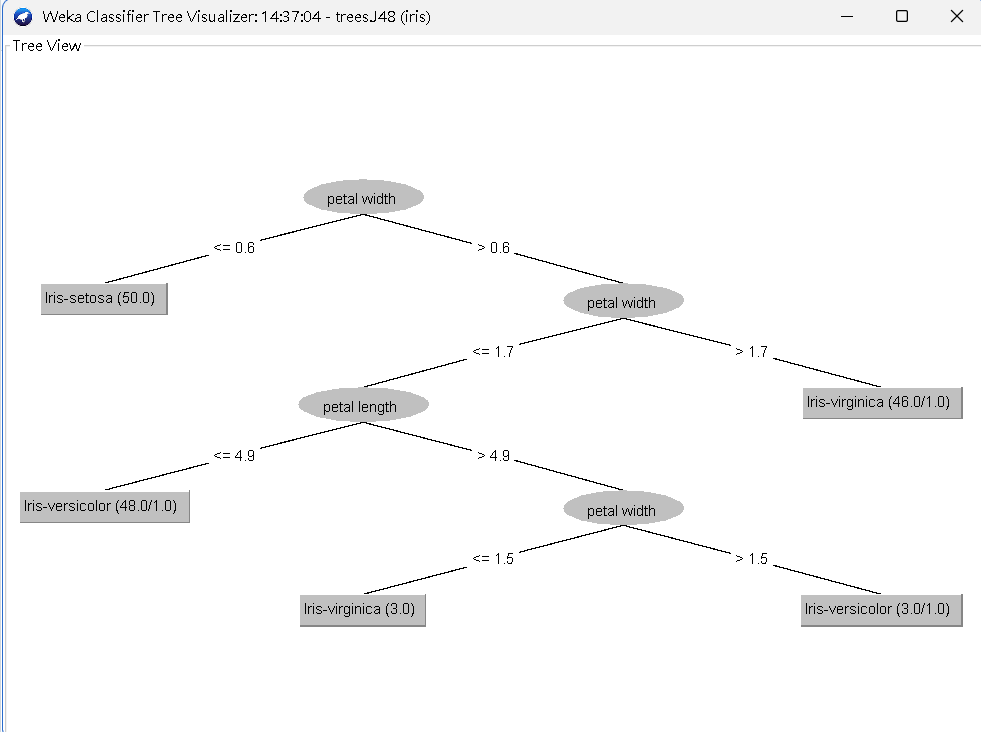 Weka Classifier Tree Visualizer: 14:37:04 - trees.J48 (iris)
Tree View
petal width
<= 0.6
> 0.6
Iris-setosa (50.0)
petal width
<= 1.7
> 1.7
petal length
Iris-virginica (46.0/1.0)
<= 4.9
> 4.9
Iris-versicolor (48.0/1.0)
petal width
<= 1.5
> 1.5
Iris-virginica (3.0)
Iris-versicolor (3.0/1.0)